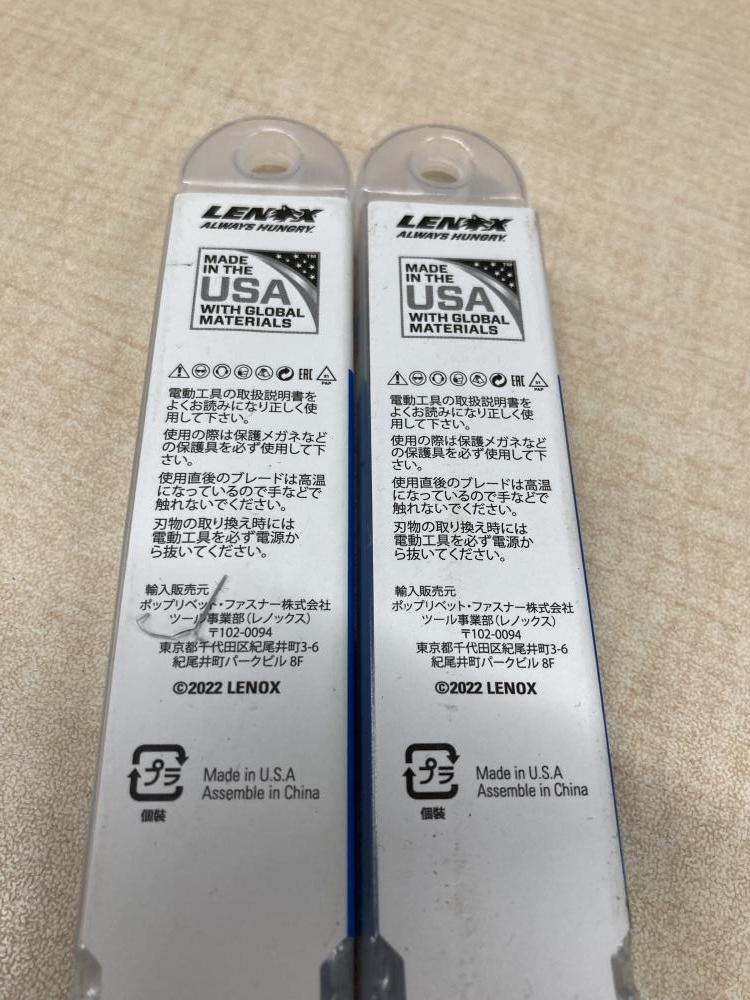 LENOX
ALWAYS HUNGRY.
MADE
IN THE
USA
WITH GLOBAL
MATERIALS
TM
EAC
PAP
電動工具の取扱説明書を
よくお読みになり正しく使
用して下さい。
使用の際は保護メガネなど
の保護具を必ず使用して下
さい。
使用直後のブレードは高温
になっているので手などで
触れないでください。
刃物の取り換え時には
電動工具を必ず電源か
ら抜いてください。
輸入販売元
ポップリベット・ファスナー株式会社
ツール事業部(レノックス)
〒102-0094
東京都千代田区紀尾井町3-6
紀尾井町パークビル 8F
©2022 LENOX
プラ
個装
Made in U.S.A
Assemble in China
LENOX
ALWAYS HUNGRY.
MADE
IN THE
USA
WITH GLOBAL
MATERIALS
TM
EAC
PAP
電動工具の取扱説明書を
よくお読みになり正しく使
用して下さい。
使用の際は保護メガネなど
の保護具を必ず使用して下
さい。
使用直後のブレードは高温
になっているので手などで
触れないでください。
刃物の取り換え時には
電動工具を必ず電源か
ら抜いてください。
輸入販売元
ポップリベット・ファスナー株式会社
ツール事業部(レノックス)
〒102-0094
東京都千代田区紀尾井町3-6
紀尾井町パークビル 8F
©2022 LENOX
プラ
個装
Made in U.S.A
Assemble in China